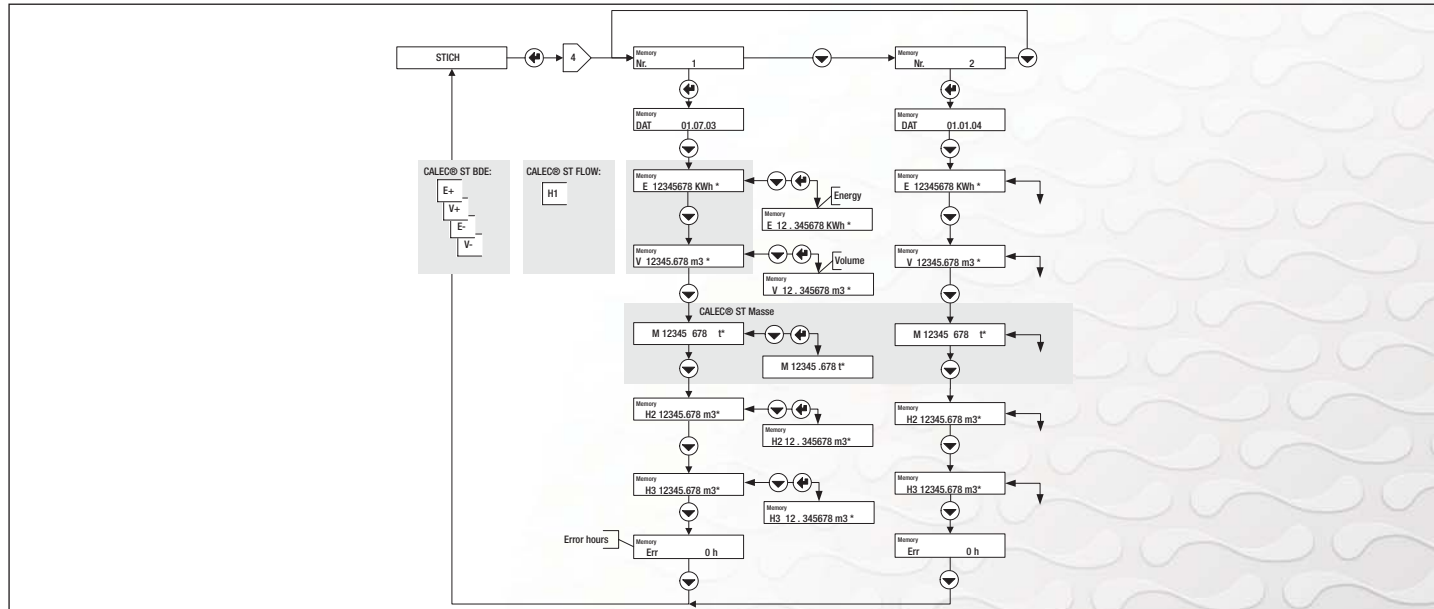 STICH
4
Memory
Nr. 1
Memory
Nr. 2
Memory
DAT 01.07.03
Memory
DAT 01.01.04
CALEC® ST BDE:
E+
V+
E-
V-
CALEC® ST FLOW:
H1
Memory
E 12345678 KWh *
Energy
Memory
E 12 . 345678 KWh *
Memory
E 12345678 KWh *
Memory
V 12345.678 m3 *
Volume
Memory
V 12 . 345678 m3 *
Memory
V 12345.678 m3 *
CALEC® ST Masse
M 12345 678 t*
M 12345 .678 t*
M 12345 678 t*
Memory
H2 12345.678 m3*
Memory
H2 12 . 345678 m3*
Memory
H2 12345.678 m3*
Memory
H3 12345.678 m3*
Memory
H3 12 . 345678 m3 *
Memory
H3 12345.678 m3*
Error hours
Memory
Err 0 h
Memory
Err 0 h